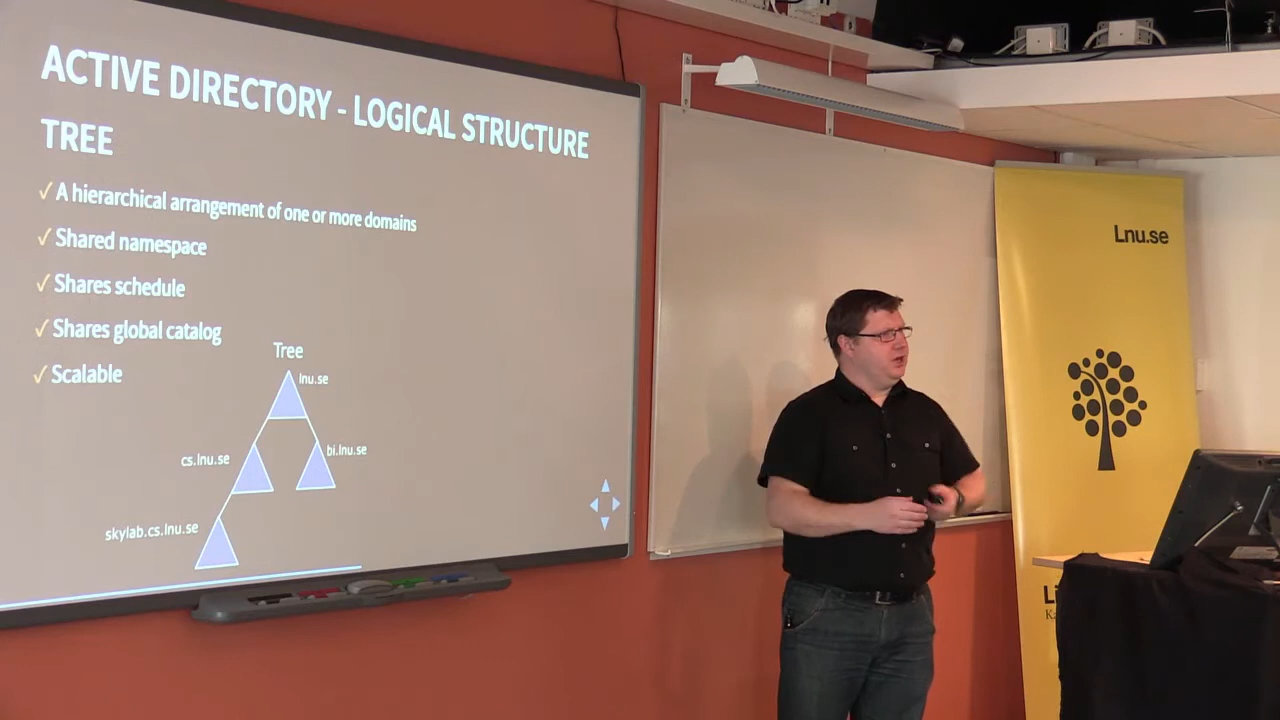 ACTIVE DIRECTORY - LOGICAL STRUCTURE
TREE
✓ A hierarchical arrangement of one or more domains
✓ Shared namespace
✓ Shares schedule
✓ Shares global catalog
✓ Scalable
Tree
lnu.se
cs.lnu.se
bi.lnu.se
skylab.cs.lnu.se
Lnu.se